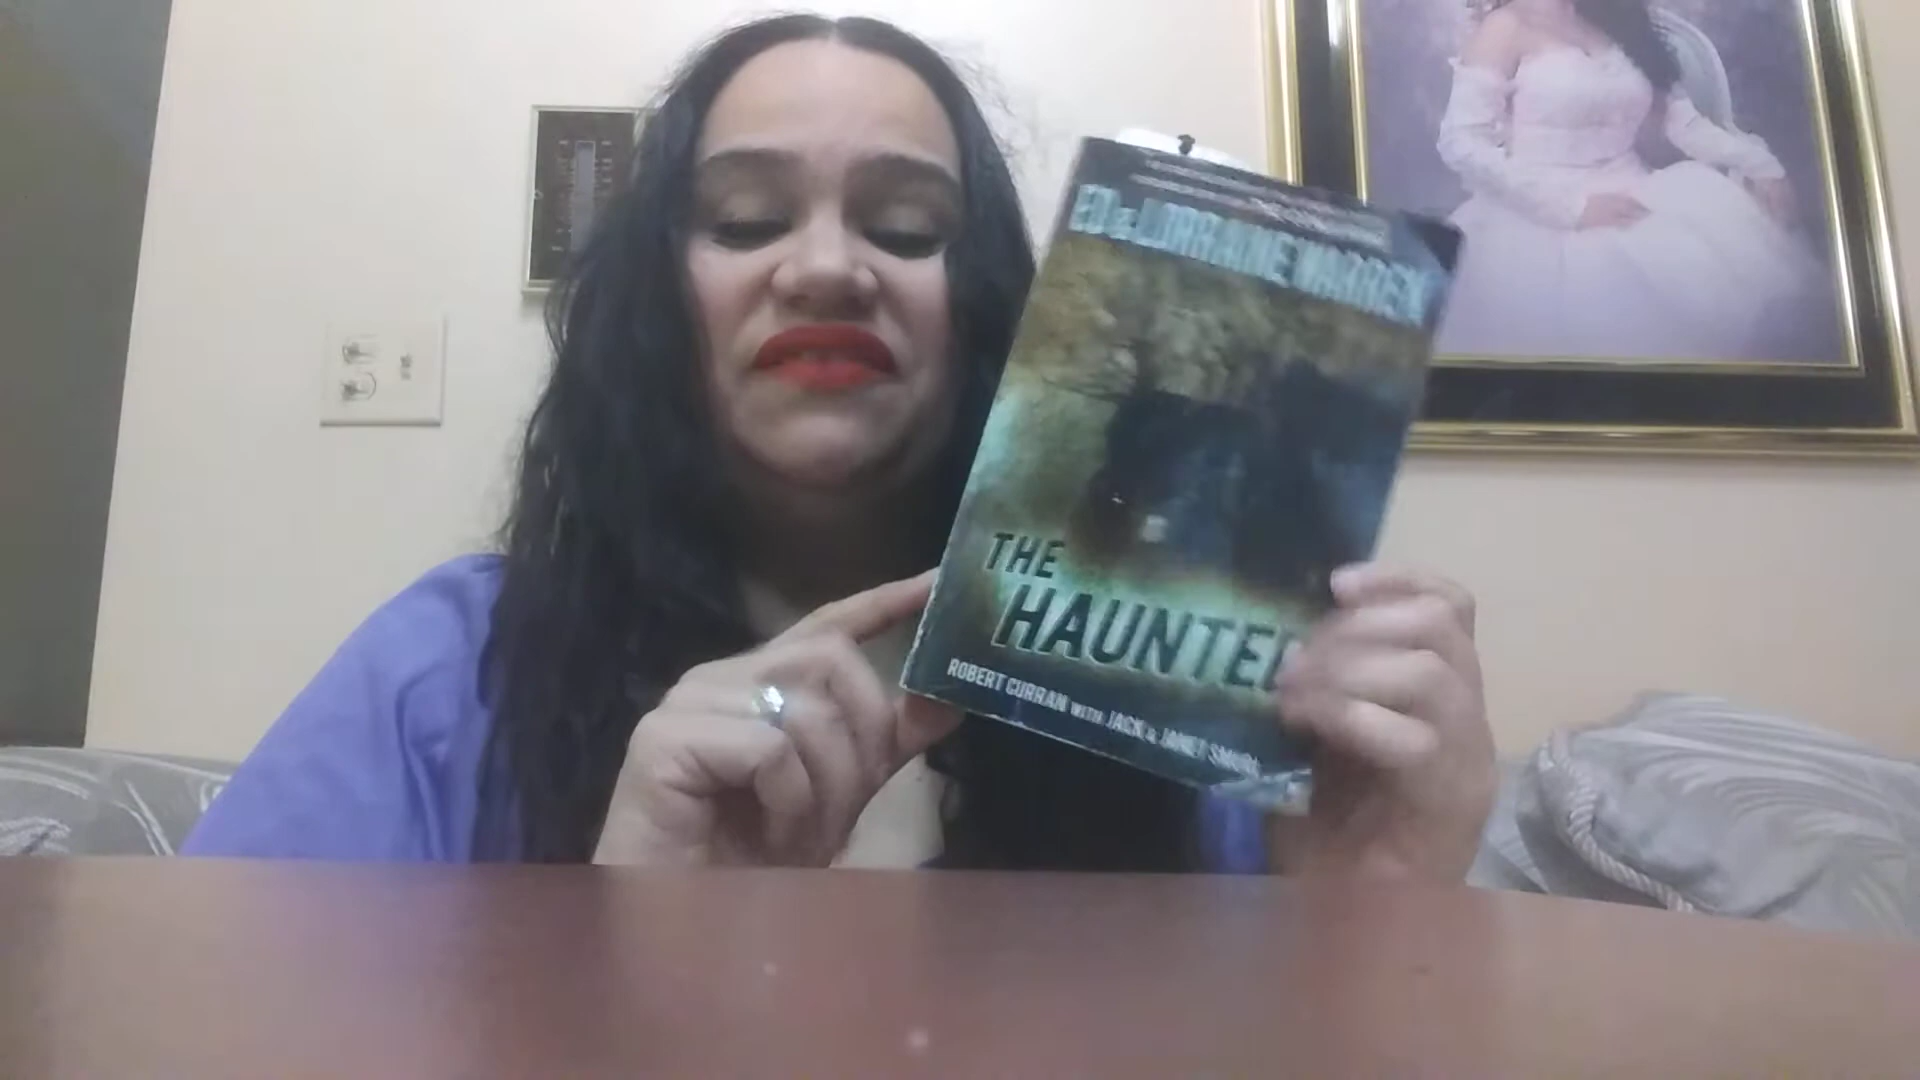 ED & LORRAINE WARREN
THE
HAUNTED
ROBERT CURRAN WITH JACK & JANET SMURL